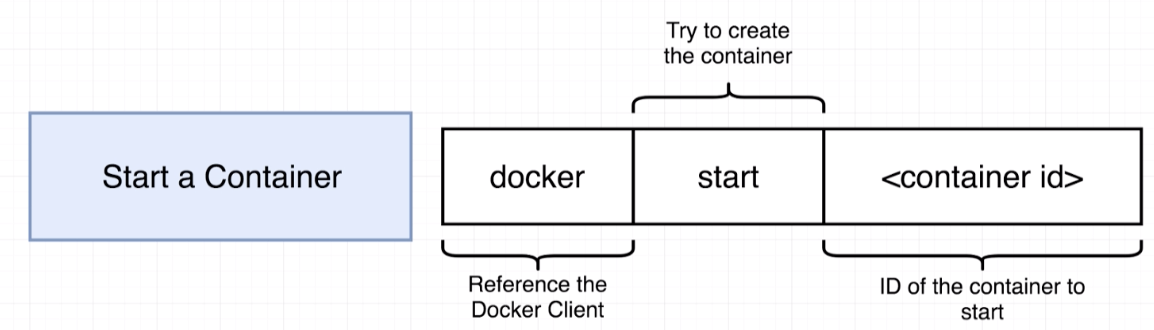 Try to create
the container
Start a Container
docker
start
<container id>
Reference the
Docker Client
ID of the container to
start